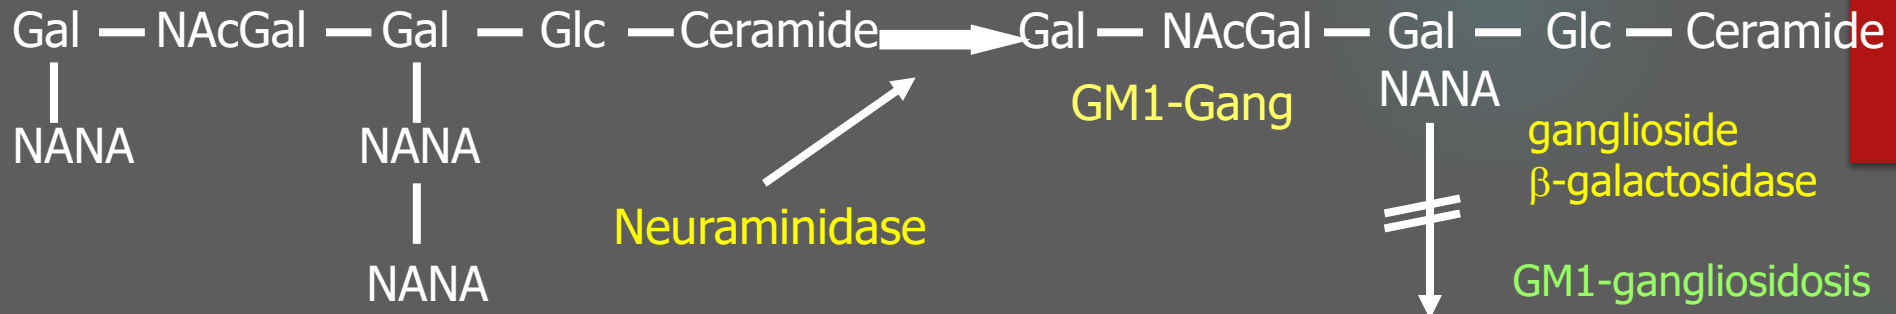 Gal — NAcGal — Gal — Glc — Ceramide Gal — NAcGal — Gal — Glc — Ceramide
GM1-Gang NANA
NANA NANA ganglioside
β-galactosidase
Neuraminidase
NANA GM1-gangliosidosis